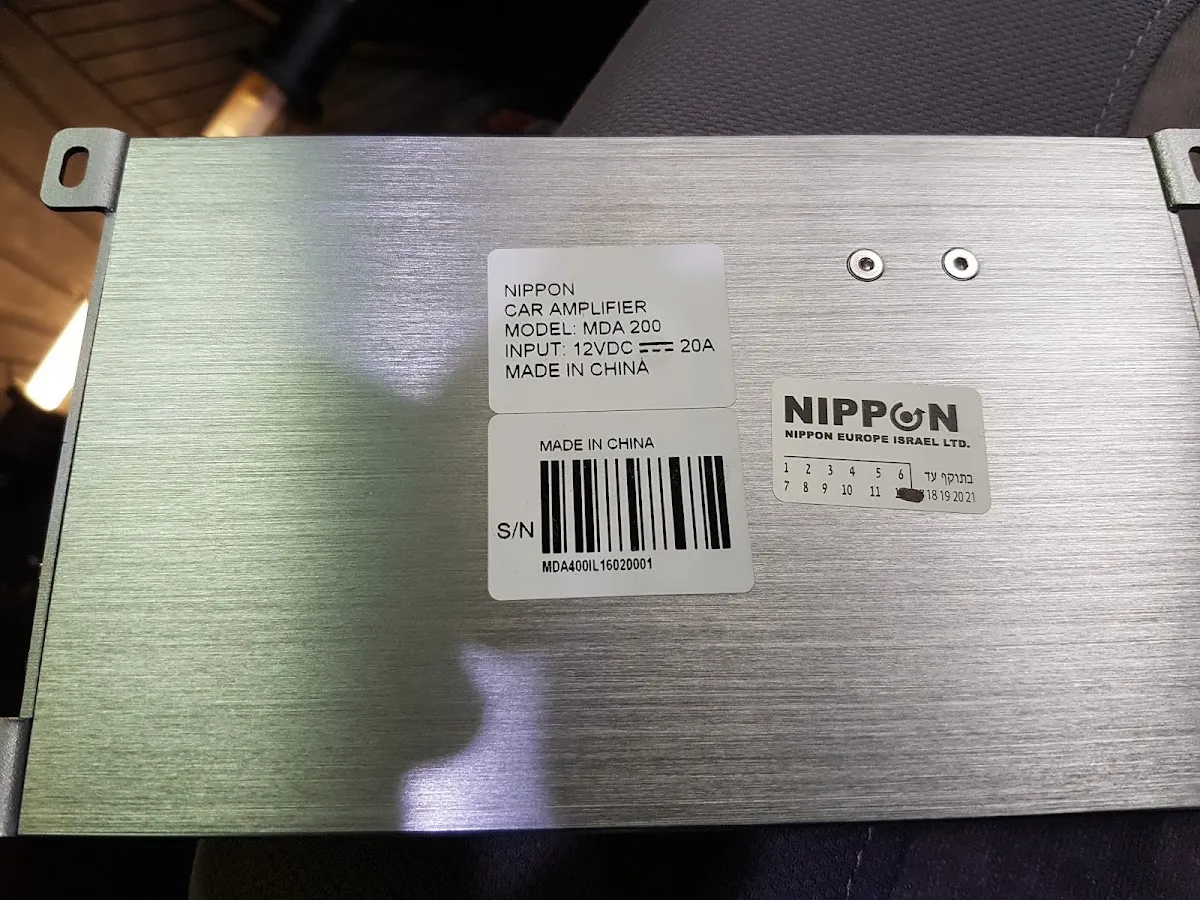 NIPPON
CAR AMPLIFIER
MODEL: MDA 200
INPUT: 12VDC 20A
MADE IN CHINA
MADE IN CHINA
S/N
MDA400IL16020001
NIPPON
NIPPON EUROPE ISRAEL LTD.
1 2 3 4 5 6 בתוקף עד
7 8 9 10 11 18 19 20 21